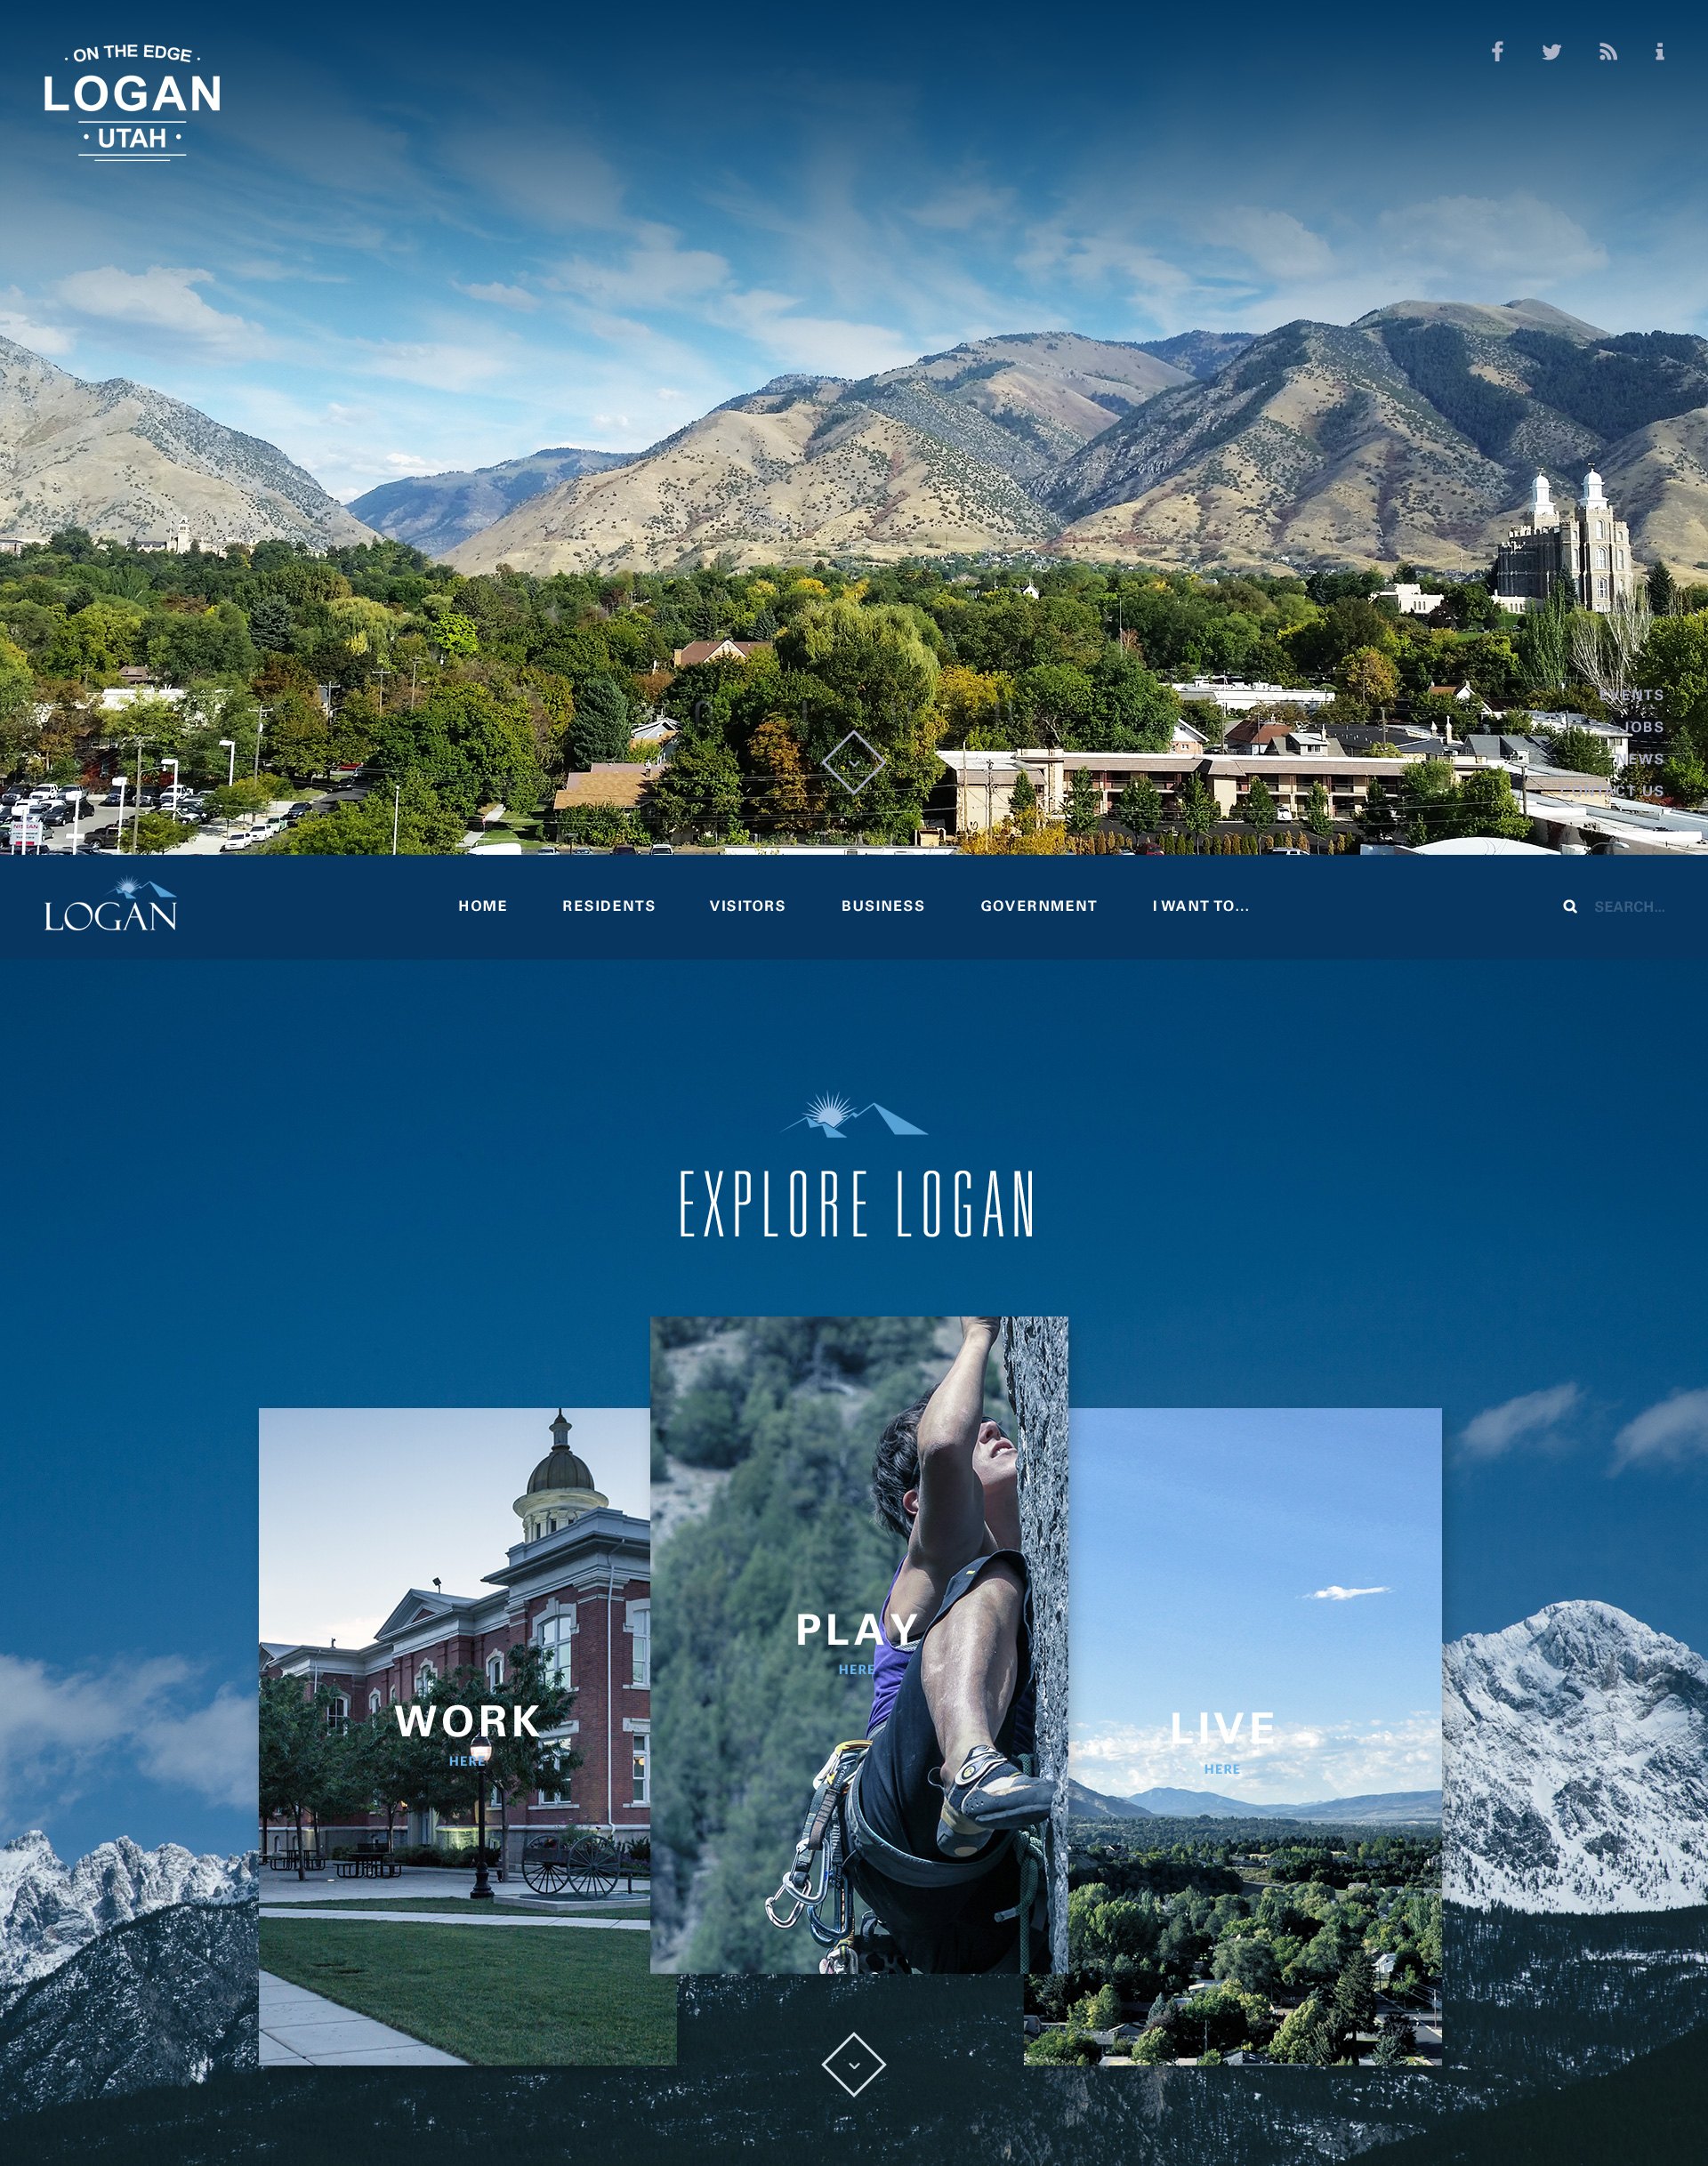 · ON THE EDGE ·
LOGAN
· UTAH ·
EVENTS
JOBS
NEWS
CONTACT US
LOGAN
HOME RESIDENTS VISITORS BUSINESS GOVERNMENT I WANT TO...
SEARCH...
EXPLORE LOGAN
PLAY
HERE
WORK
HERE
LIVE
HERE